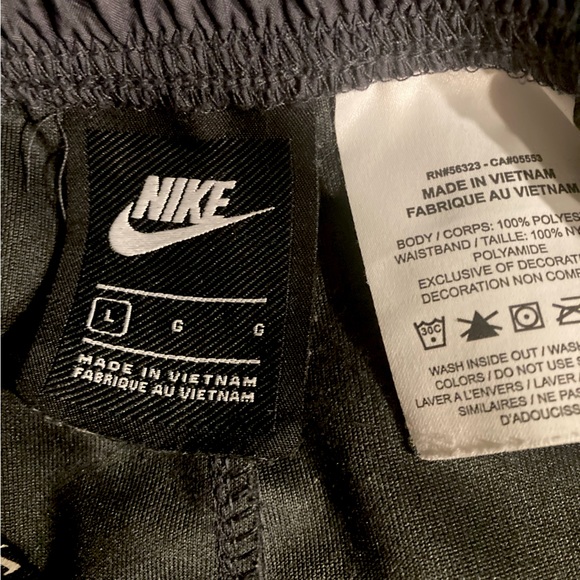 NIKE
L G G
MADE IN VIETNAM
FABRIQUE AU VIETNAM
RN#56323 - CA#05553
MADE IN VIETNAM
FABRIQUE AU VIETNAM
BODY / CORPS: 100% POLYES
WAISTBAND / TAILLE: 100% NY
POLYAMIDE
EXCLUSIVE OF DECORATI
DECORATION NON COM
30C
WASH INSIDE OUT / WASH
COLORS / DO NOT USE
LAVER A L'ENVERS / LAVER
SIMILAIRES / NE PAS
D'ADOUCISS